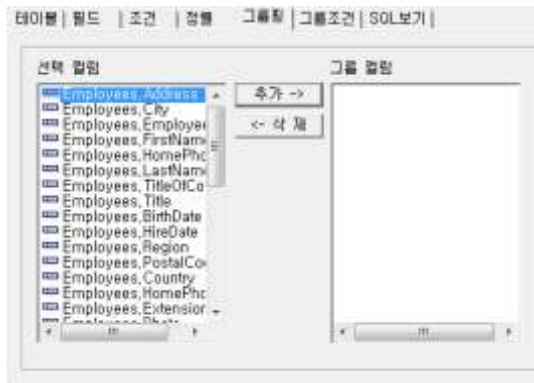 테이블 | 필드 | 조건 | 정렬 그룹핑 | 그룹조건 | SQL보기 |
선택 컬럼 그룹 컬럼
Employees,Address
Employees,City
Employees,Employee
Employees,FirstName
Employees,HomePho
Employees,LastName
Employees,TitleOfCo
Employees,Title
Employees,BirthDate
Employees,HireDate
Employees,Region
Employees,PostalCo
Employees,Country
Employees,HomePho
Employees,Extension
추가 ->
<- 삭 제